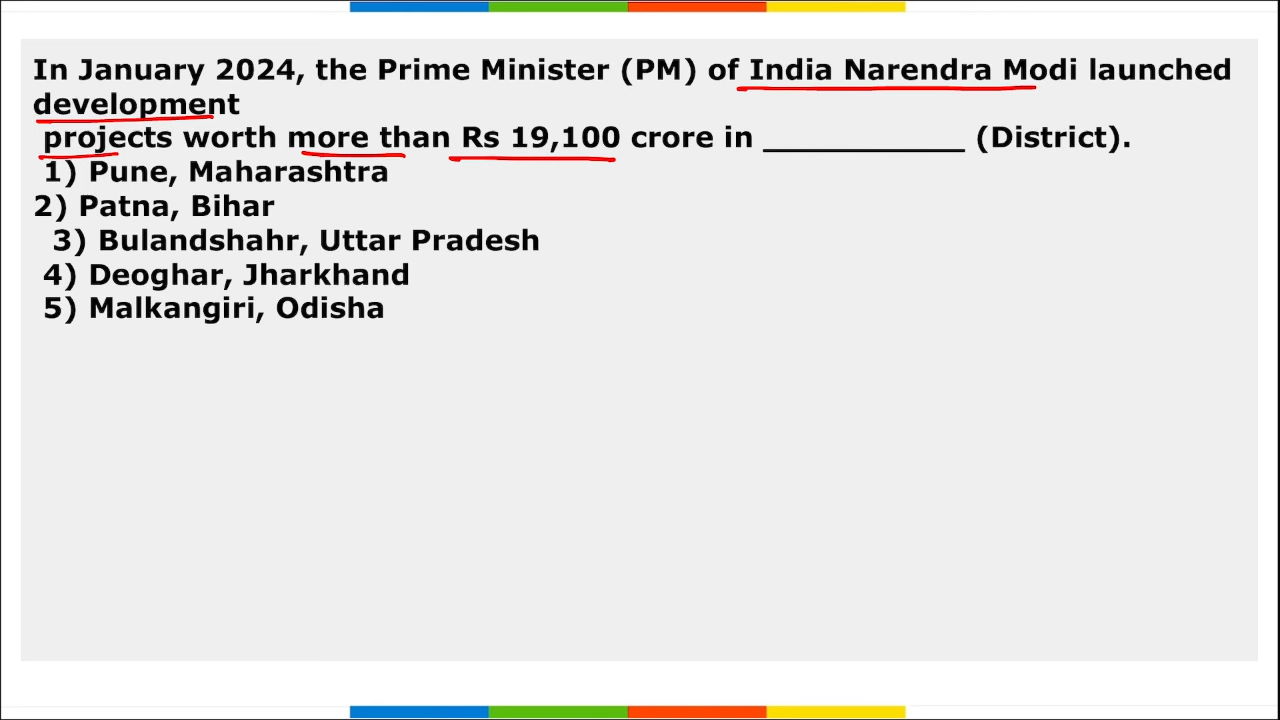 In January 2024, the Prime Minister (PM) of India Narendra Modi launched
development
projects worth more than Rs 19,100 crore in ____________ (District).
1) Pune, Maharashtra
2) Patna, Bihar
3) Bulandshahr, Uttar Pradesh
4) Deoghar, Jharkhand
5) Malkangiri, Odisha